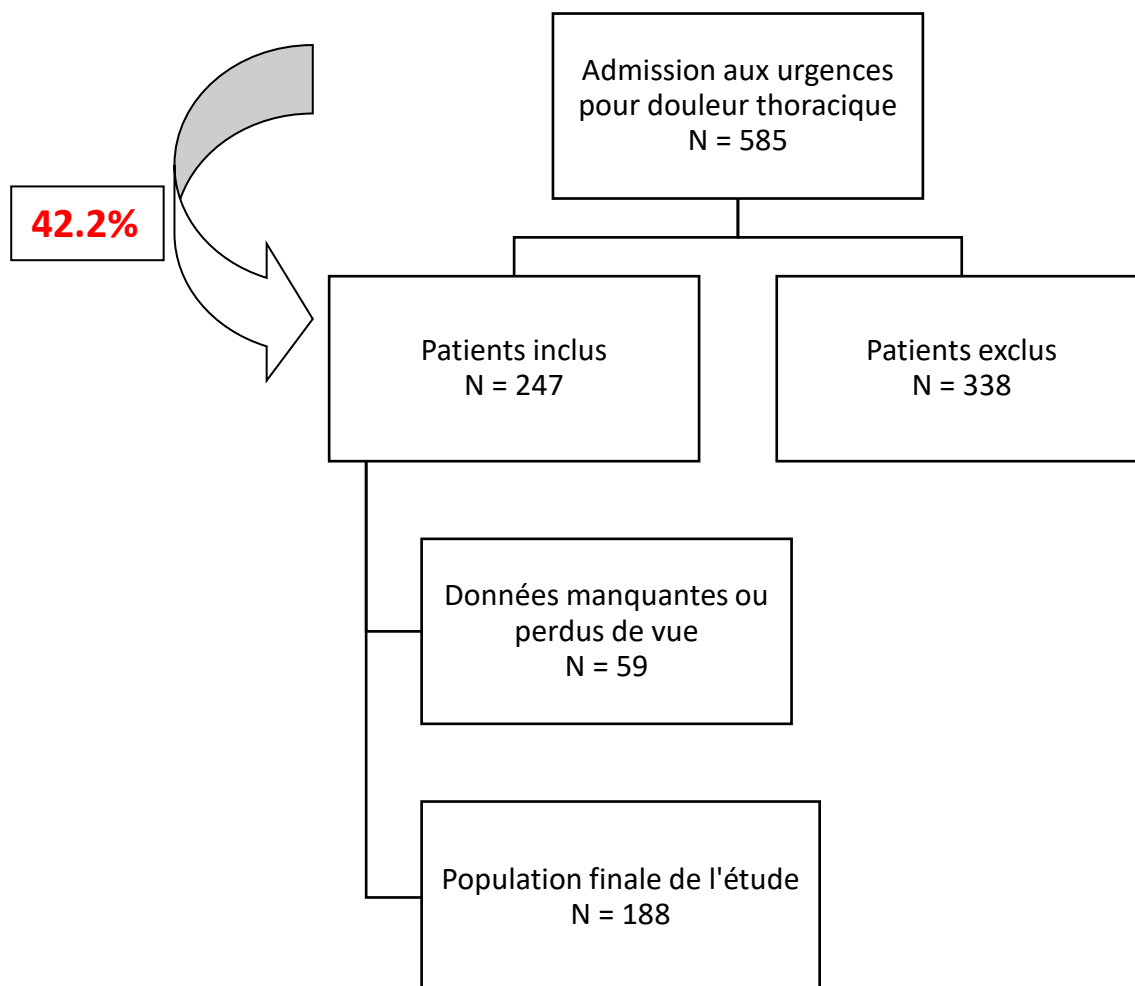 Admission aux urgences
pour douleur thoracique
N = 585
42.2%
Patients inclus
N = 247
Patients exclus
N = 338
Données manquantes ou
perdus de vue
N = 59
Population finale de l'étude
N = 188